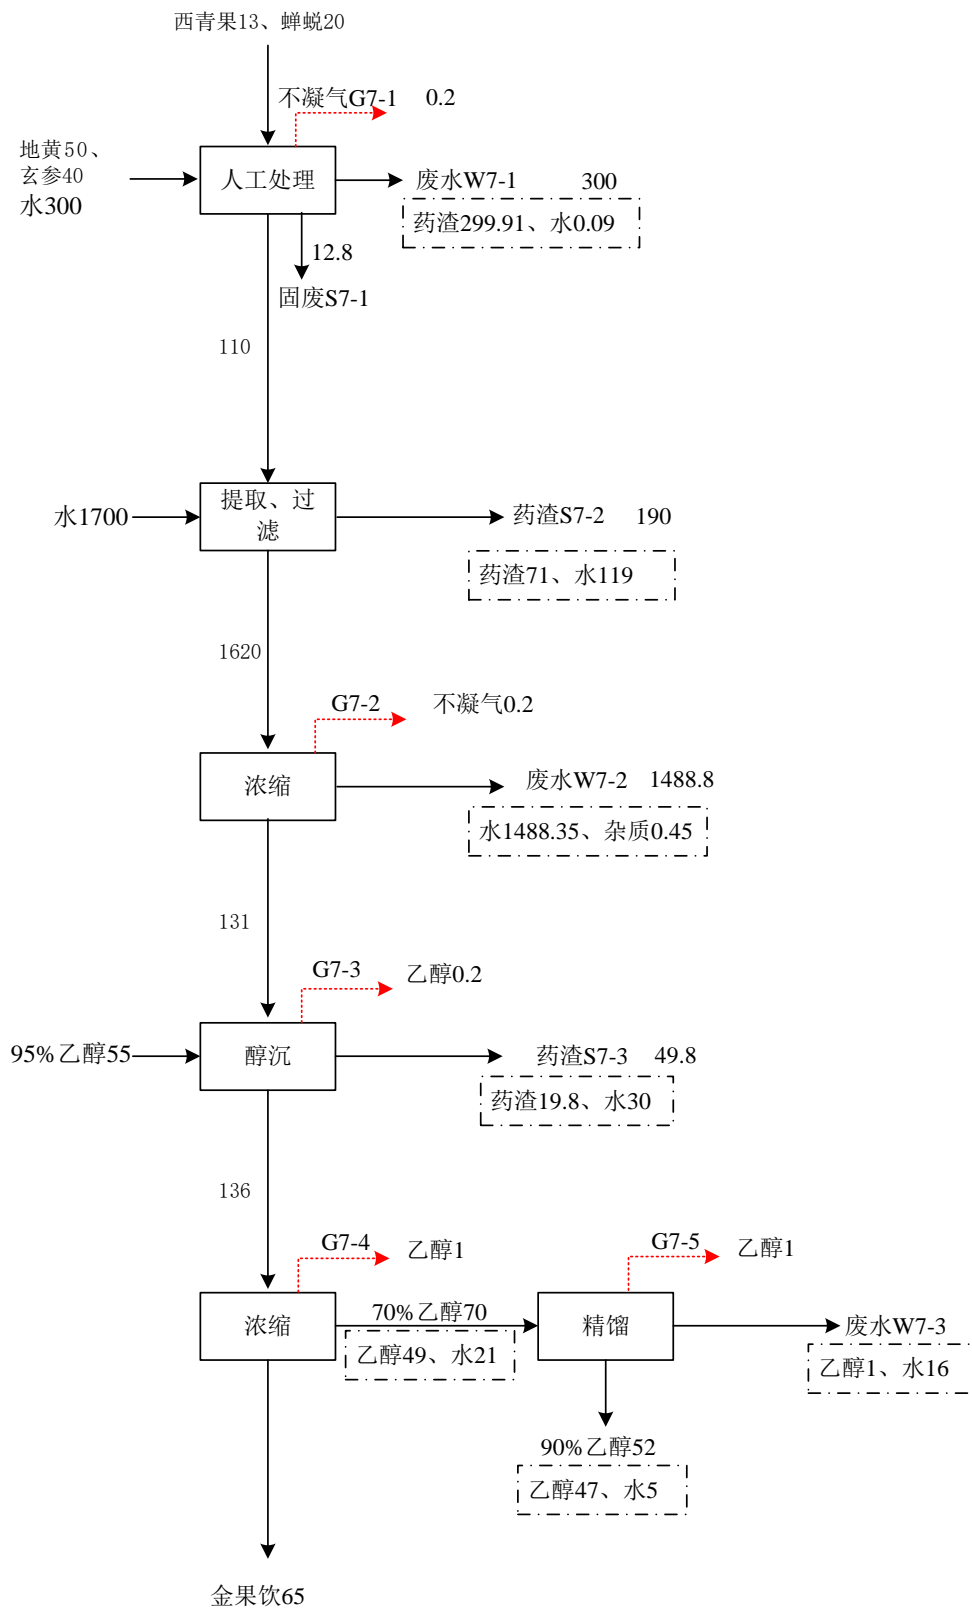 西青果13、蝉蜕20
不凝气G7-1 0.2
地黄50、
玄参40
水300
人工处理
废水W7-1 300
药渣299.91、水0.09
12.8
固废S7-1
110
水1700
提取、过
滤
药渣S7-2 190
药渣71、水119
1620
G7-2 不凝气0.2
浓缩
废水W7-2 1488.8
水1488.35、杂质0.45
131
G7-3 乙醇0.2
95%乙醇55
醇沉
药渣S7-3 49.8
药渣19.8、水30
136
G7-4 乙醇1
G7-5 乙醇1
浓缩
70%乙醇70
乙醇49、水21
精馏
废水W7-3
乙醇1、水16
90%乙醇52
乙醇47、水5
金果饮65